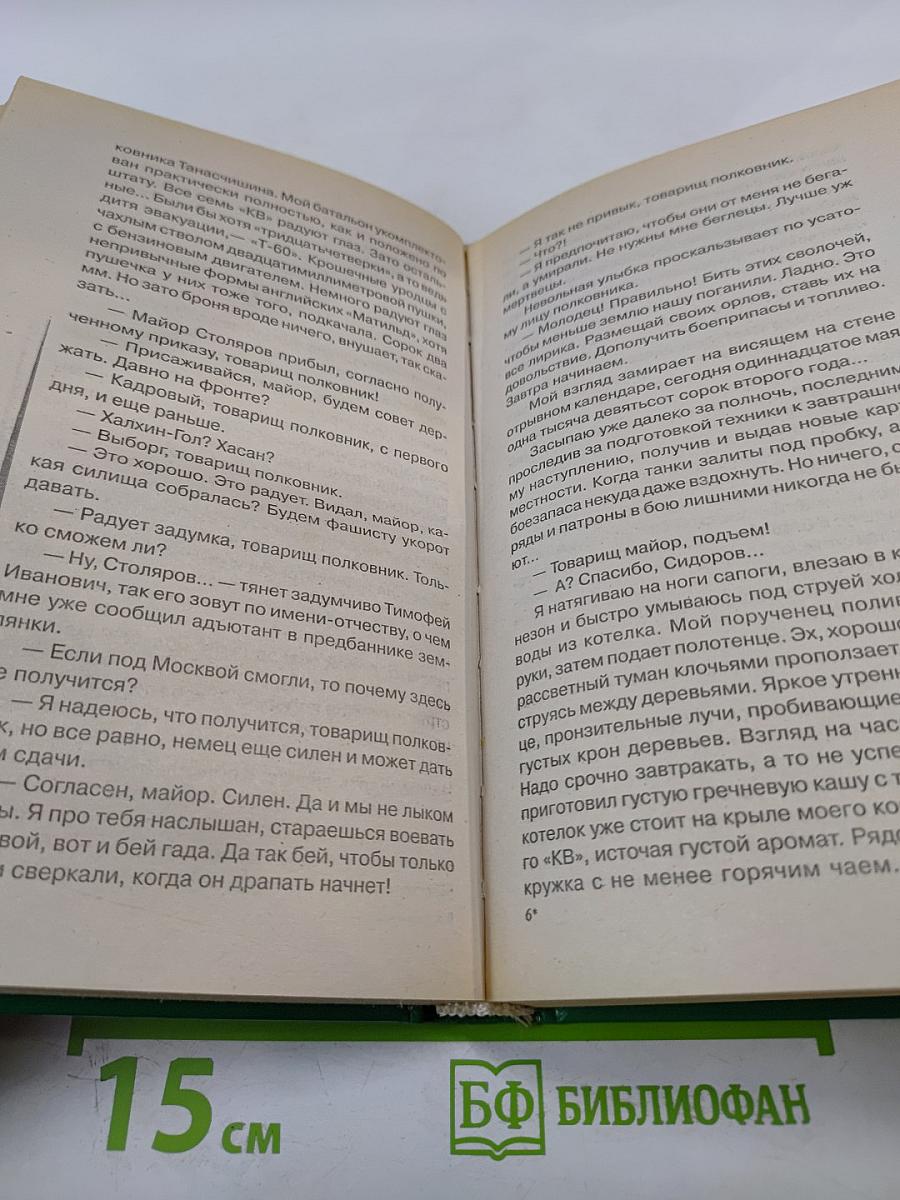 ковника Танасчишина. Мой батальон укомплекто-
ван практически полностью, как и положено по
штату. Все семь «КВ» радуют глаз. Зато осталь-
ные... Были бы хотя «тридцатьчетверки», а то вели
дитя эвакуации, — «Т-60». Крошечные уродцы с
чахлым стволом двадцатимиллиметровой пушки,
с бензиновым двигателем. Немного радуют глаз
непривычные формы английских «Матильд», хотя
пушечка у них тоже того, подкачала. Сорок два
мм. Но зато броня вроде ничего, внушает, так ска-
зать...
— Майор Столяров прибыл, согласно полу-
ченному приказу, товарищ полковник!
— Присаживайся, майор, будем совет дер-
жать. Давно на фронте?
— Кадровый, товарищ полковник, с первого
дня, и еще раньше.
— Халхин-Гол? Хасан?
— Выборг, товарищ полковник.
— Это хорошо. Это радует. Видал, майор, ка-
кая силища собралась? Будем фашисту укорот
давать.
— Радует задумка, товарищ полковник. Толь-
ко сможем ли?
— Ну, Столяров... — тянет задумчиво Тимофей
Иванович, так его зовут по имени-отчеству, о чем
мне уже сообщил адъютант в предбаннике зем-
лянки.
— Если под Москвой смогли, то почему здесь
е получится?
— Я надеюсь, что получится, товарищ полков-
к, но все равно, немец еще силен и может дать
м сдачи.
— Согласен, майор. Силен. Да и мы не лыком
ы. Я про тебя наслышан, стараешься воевать
вой, вот и бей гада. Да так бей, чтобы только
и сверкали, когда он драпать начнет!
— Я так не привык, товарищ полковник.
— Что?!
— Я предпочитаю, чтобы они от меня не бега-
ли, а умирали. Не нужны мне беглецы. Лучше уж
мертвецы.
Невольная улыбка проскальзывает по усато-
му лицу полковника.
— Молодец! Правильно! Бить этих сволочей,
чтобы меньше землю нашу поганили. Ладно. Это
все лирика. Размещай своих орлов, ставь их на
довольствие. Дополучить боеприпасы и топливо.
Завтра начинаем.
Мой взгляд замирает на висящем на стене
отрывном календаре, сегодня одиннадцатое мая
одна тысяча девятьсот сорок второго года...
Засыпаю уже далеко за полночь, последним
проследив за подготовкой техники к завтрашне
му наступлению, получив и выдав новые карт
местности. Когда танки залиты под пробку, а
боезапаса некуда даже вздохнуть. Но ничего, с
ряды и патроны в бою лишними никогда не бы
ют...
— Товарищ майор, подъем!
— А? Спасибо, Сидоров...
Я натягиваю на ноги сапоги, влезаю в к
незон и быстро умываюсь под струей хол
воды из котелка. Мой порученец полив
руки, затем подает полотенце. Эх, хорошо
рассветный туман клочьями проползает
струясь между деревьями. Яркое утрен
це, пронзительные лучи, пробивающие
густых крон деревьев. Взгляд на час
Надо срочно завтракать, а то не успе
приготовил густую гречневую кашу с т
котелок уже стоит на крыле моего ко
го «КВ», источая густой аромат. Рядо
кружка с не менее горячим чаем.
6*
15 см
БФ БИБЛИОФАН